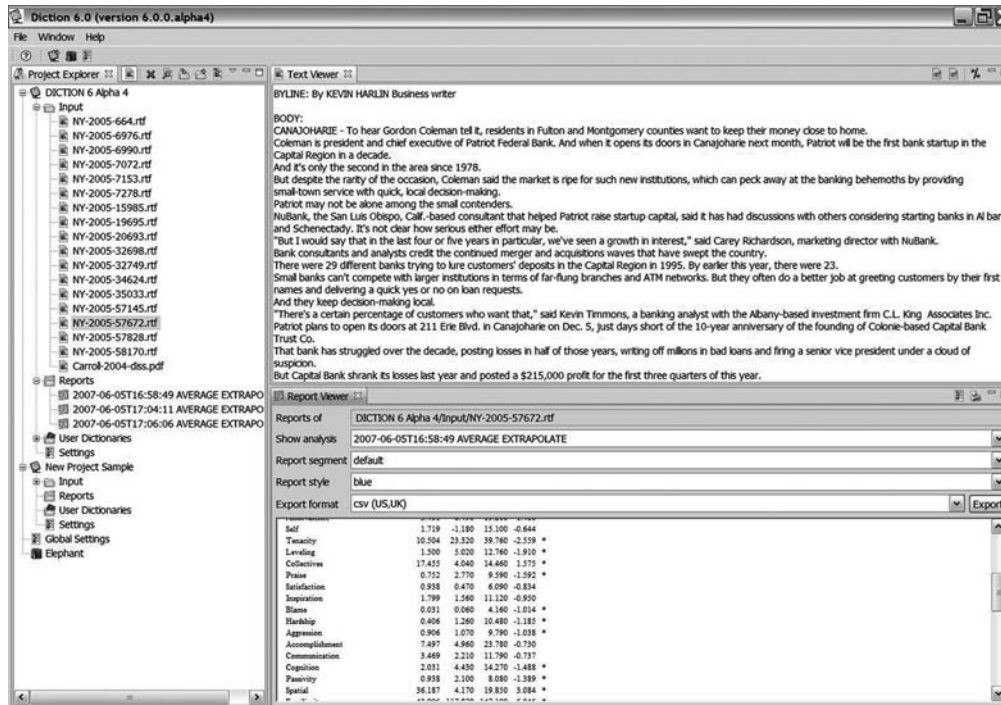 Diction 6.0 (version 6.0.0.alpha4)
File Window Help
Project Explorer
DICTION 6 Alpha 4
Input
NY-2005-664.rtf
NY-2005-6976.rtf
NY-2005-6990.rtf
NY-2005-7072.rtf
NY-2005-7153.rtf
NY-2005-7278.rtf
NY-2005-15985.rtf
NY-2005-19695.rtf
NY-2005-20693.rtf
NY-2005-32698.rtf
NY-2005-32749.rtf
NY-2005-34624.rtf
NY-2005-35033.rtf
NY-2005-57145.rtf
NY-2005-57672.rtf
NY-2005-57828.rtf
NY-2005-58170.rtf
Carrol-2004-diss.pdf
Reports
2007-06-05T16:58:49 AVERAGE EXTRAPO
2007-06-05T17:04:11 AVERAGE EXTRAPO
2007-06-05T17:06:06 AVERAGE EXTRAPO
User Dictionaries
Settings
New Project Sample
Input
Reports
User Dictionaries
Settings
Global Settings
Elephant
Text Viewer
BYLINE: By KEVIN HARLIN Business writer
BODY:
CANAJOHARIE - To hear Gordon Coleman tell it, residents in Fulton and Montgomery counties want to keep their money close to home.
Coleman is president and chief executive of Patriot Federal Bank. And when it opens its doors in Canajoharie next month, Patriot will be the first bank startup in the
Capital Region in a decade.
And it's only the second in the area since 1978.
But despite the rarity of the occasion, Coleman said the market is ripe for such new institutions, which can peck away at the banking behemoths by providing
small-town service with quick, local decision-making.
Patriot may not be alone among the small contenders.
NuBank, the San Luis Obispo, Calif.-based consultant that helped Patriot raise startup capital, said it has had discussions with others considering starting banks in Al ban
and Schenectady. It's not clear how serious either effort may be.
"But I would say that in the last four or five years in particular, we've seen a growth in interest," said Carey Richardson, marketing director with NuBank.
Bank consultants and analysts credit the continued merger and acquisitions waves that have swept the country.
There were 29 different banks trying to lure customers' deposits in the Capital Region in 1995. By earlier this year, there were 23.
Small banks can't compete with larger institutions in terms of far-flung branches and ATM networks. But they often do a better job at greeting customers by their first
names and delivering a quick yes or no on loan requests.
And they keep decision-making local.
"There's a certain percentage of customers who want that," said Kevin Timmons, a banking analyst with the Albany-based investment firm C.L. King Associates Inc.
Patriot plans to open its doors at 211 Erie Blvd. in Canajoharie on Dec. 5, just days short of the 10-year anniversary of the founding of Colonie-based Capital Bank
Trust Co.
That bank has struggled over the decade, posting losses in half of those years, writing off millions in bad loans and firing a senior vice president under a cloud of
suspicion.
But Capital Bank shrank its losses last year and posted a $215,000 profit for the first three quarters of this year.
Report Viewer
Reports of DICTION 6 Alpha 4/Input/NY-2005-57672.rtf
Show analysis 2007-06-05T16:58:49 AVERAGE EXTRAPOLATE
Report segment default
Report style blue
Export format csv (US,UK) Export
Self 1.719 -1.180 15.100 -0.644
Tenacity 10.504 23.320 39.760 -2.559 *
Leveling 1.500 5.020 12.760 -1.910 *
Collectives 17.455 4.040 14.460 1.575 *
Praise 0.752 2.770 9.590 -1.592 *
Satisfaction 0.938 0.470 6.090 -0.834
Inspiration 1.799 1.560 11.120 -0.950
Blame 0.031 0.060 4.160 -1.014 *
Hardship 0.406 1.260 10.480 -1.185 *
Aggression 0.906 1.070 9.790 -1.038 *
Accomplishment 7.497 4.960 23.780 -0.730
Communication 3.469 2.210 11.790 -0.737
Cognition 2.031 4.430 14.270 -1.488 *
Passivity 0.938 2.100 8.080 -1.389 *
Spatial 36.187 4.170 19.850 3.084 *